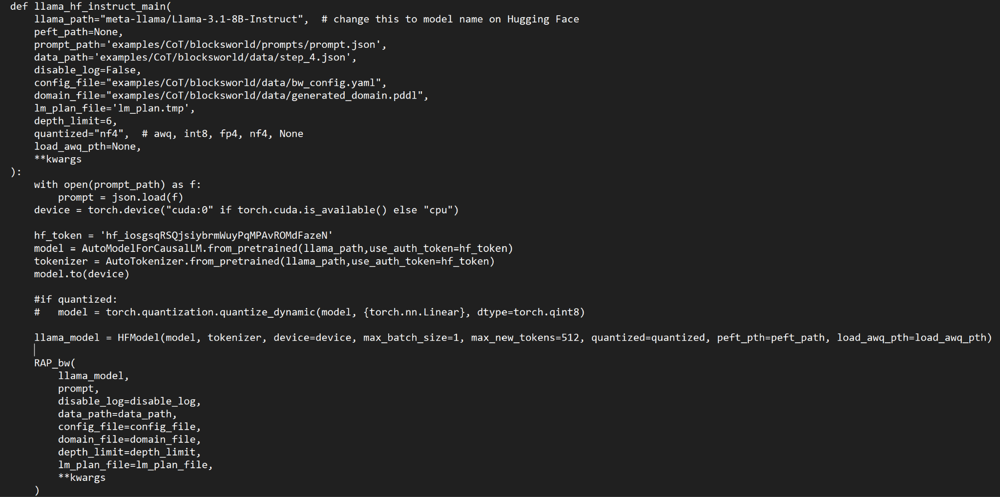 def llama_hf_instruct_main(
    llama_path="meta-llama/Llama-3.1-8B-Instruct",  # change this to model name on Hugging Face
    peft_path=None,
    prompt_path='examples/CoT/blocksworld/prompts/prompt.json',
    data_path='examples/CoT/blocksworld/data/step_4.json',
    disable_log=False,
    config_file="examples/CoT/blocksworld/data/bw_config.yaml",
    domain_file="examples/CoT/blocksworld/data/generated_domain.pddl",
    lm_plan_file='lm_plan.tmp',
    depth_limit=6,
    quantized="nf4",  # awq, int8, fp4, nf4, None
    load_awq_pth=None,
    **kwargs
):
    with open(prompt_path) as f:
        prompt = json.load(f)
    device = torch.device("cuda:0" if torch.cuda.is_available() else "cpu")
    hf_token = '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'
    model = AutoModelForCausalLM.from_pretrained(llama_path,use_auth_token=hf_token)
    tokenizer = AutoTokenizer.from_pretrained(llama_path,use_auth_token=hf_token)
    model.to(device)
    #if quantized:
    #   model = torch.quantization.quantize_dynamic(model, {torch.nn.Linear}, dtype=torch.qint8)
    llama_model = HFModel(model, tokenizer, device=device, max_batch_size=1, max_new_tokens=512, quantized=quantized, peft_pth=peft_path, load_awq_pth=load_awq_pth)
    RAP_bw(
        llama_model,
        prompt,
        disable_log=disable_log,
        data_path=data_path,
        config_file=config_file,
        domain_file=domain_file,
        depth_limit=depth_limit,
        lm_plan_file=lm_plan_file,
        **kwargs
    )